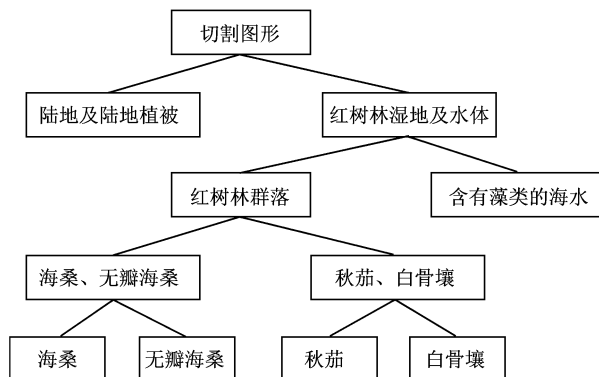 切割图形
陆地及陆地植被
红树林湿地及水体
红树林群落
含有藻类的海水
海桑、无瓣海桑
秋茄、白骨壤
海桑
无瓣海桑
秋茄
白骨壤